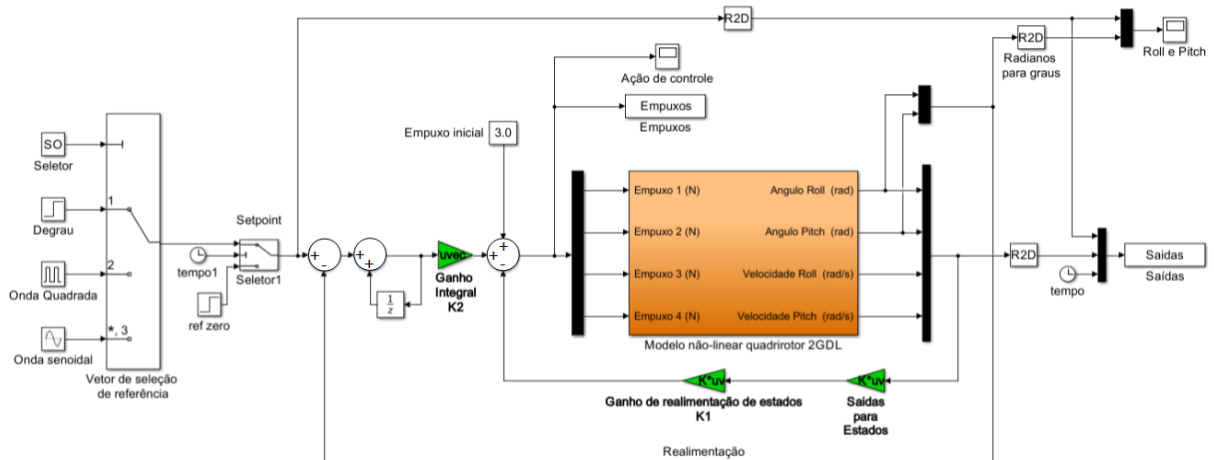 R2D
R2D
Radianos
para graus
Roll e Pitch
Ação de controle
Empuxos
Empuxos
Empuxo inicial
3.0
SO
Seletor
1
Degrau
2
Onda Quadrada
*, 3
Onda senoidal
Vetor de seleção
de referência
tempo1
ref zero
Setpoint
Seletor1
+
-
+
+
1
z
uvec
Ganho
Integral
K2
+
+
-
Empuxo 1 (N)
Empuxo 2 (N)
Empuxo 3 (N)
Empuxo 4 (N)
Angulo Roll (rad)
Angulo Pitch (rad)
Velocidade Roll (rad/s)
Velocidade Pitch (rad/s)
Modelo não-linear quadrirotor 2GDL
R2D
tempo
Saidas
Saídas
K*uv
Ganho de realimentação de estados
K1
K*uv
Saidas
para
Estados
Realimentação